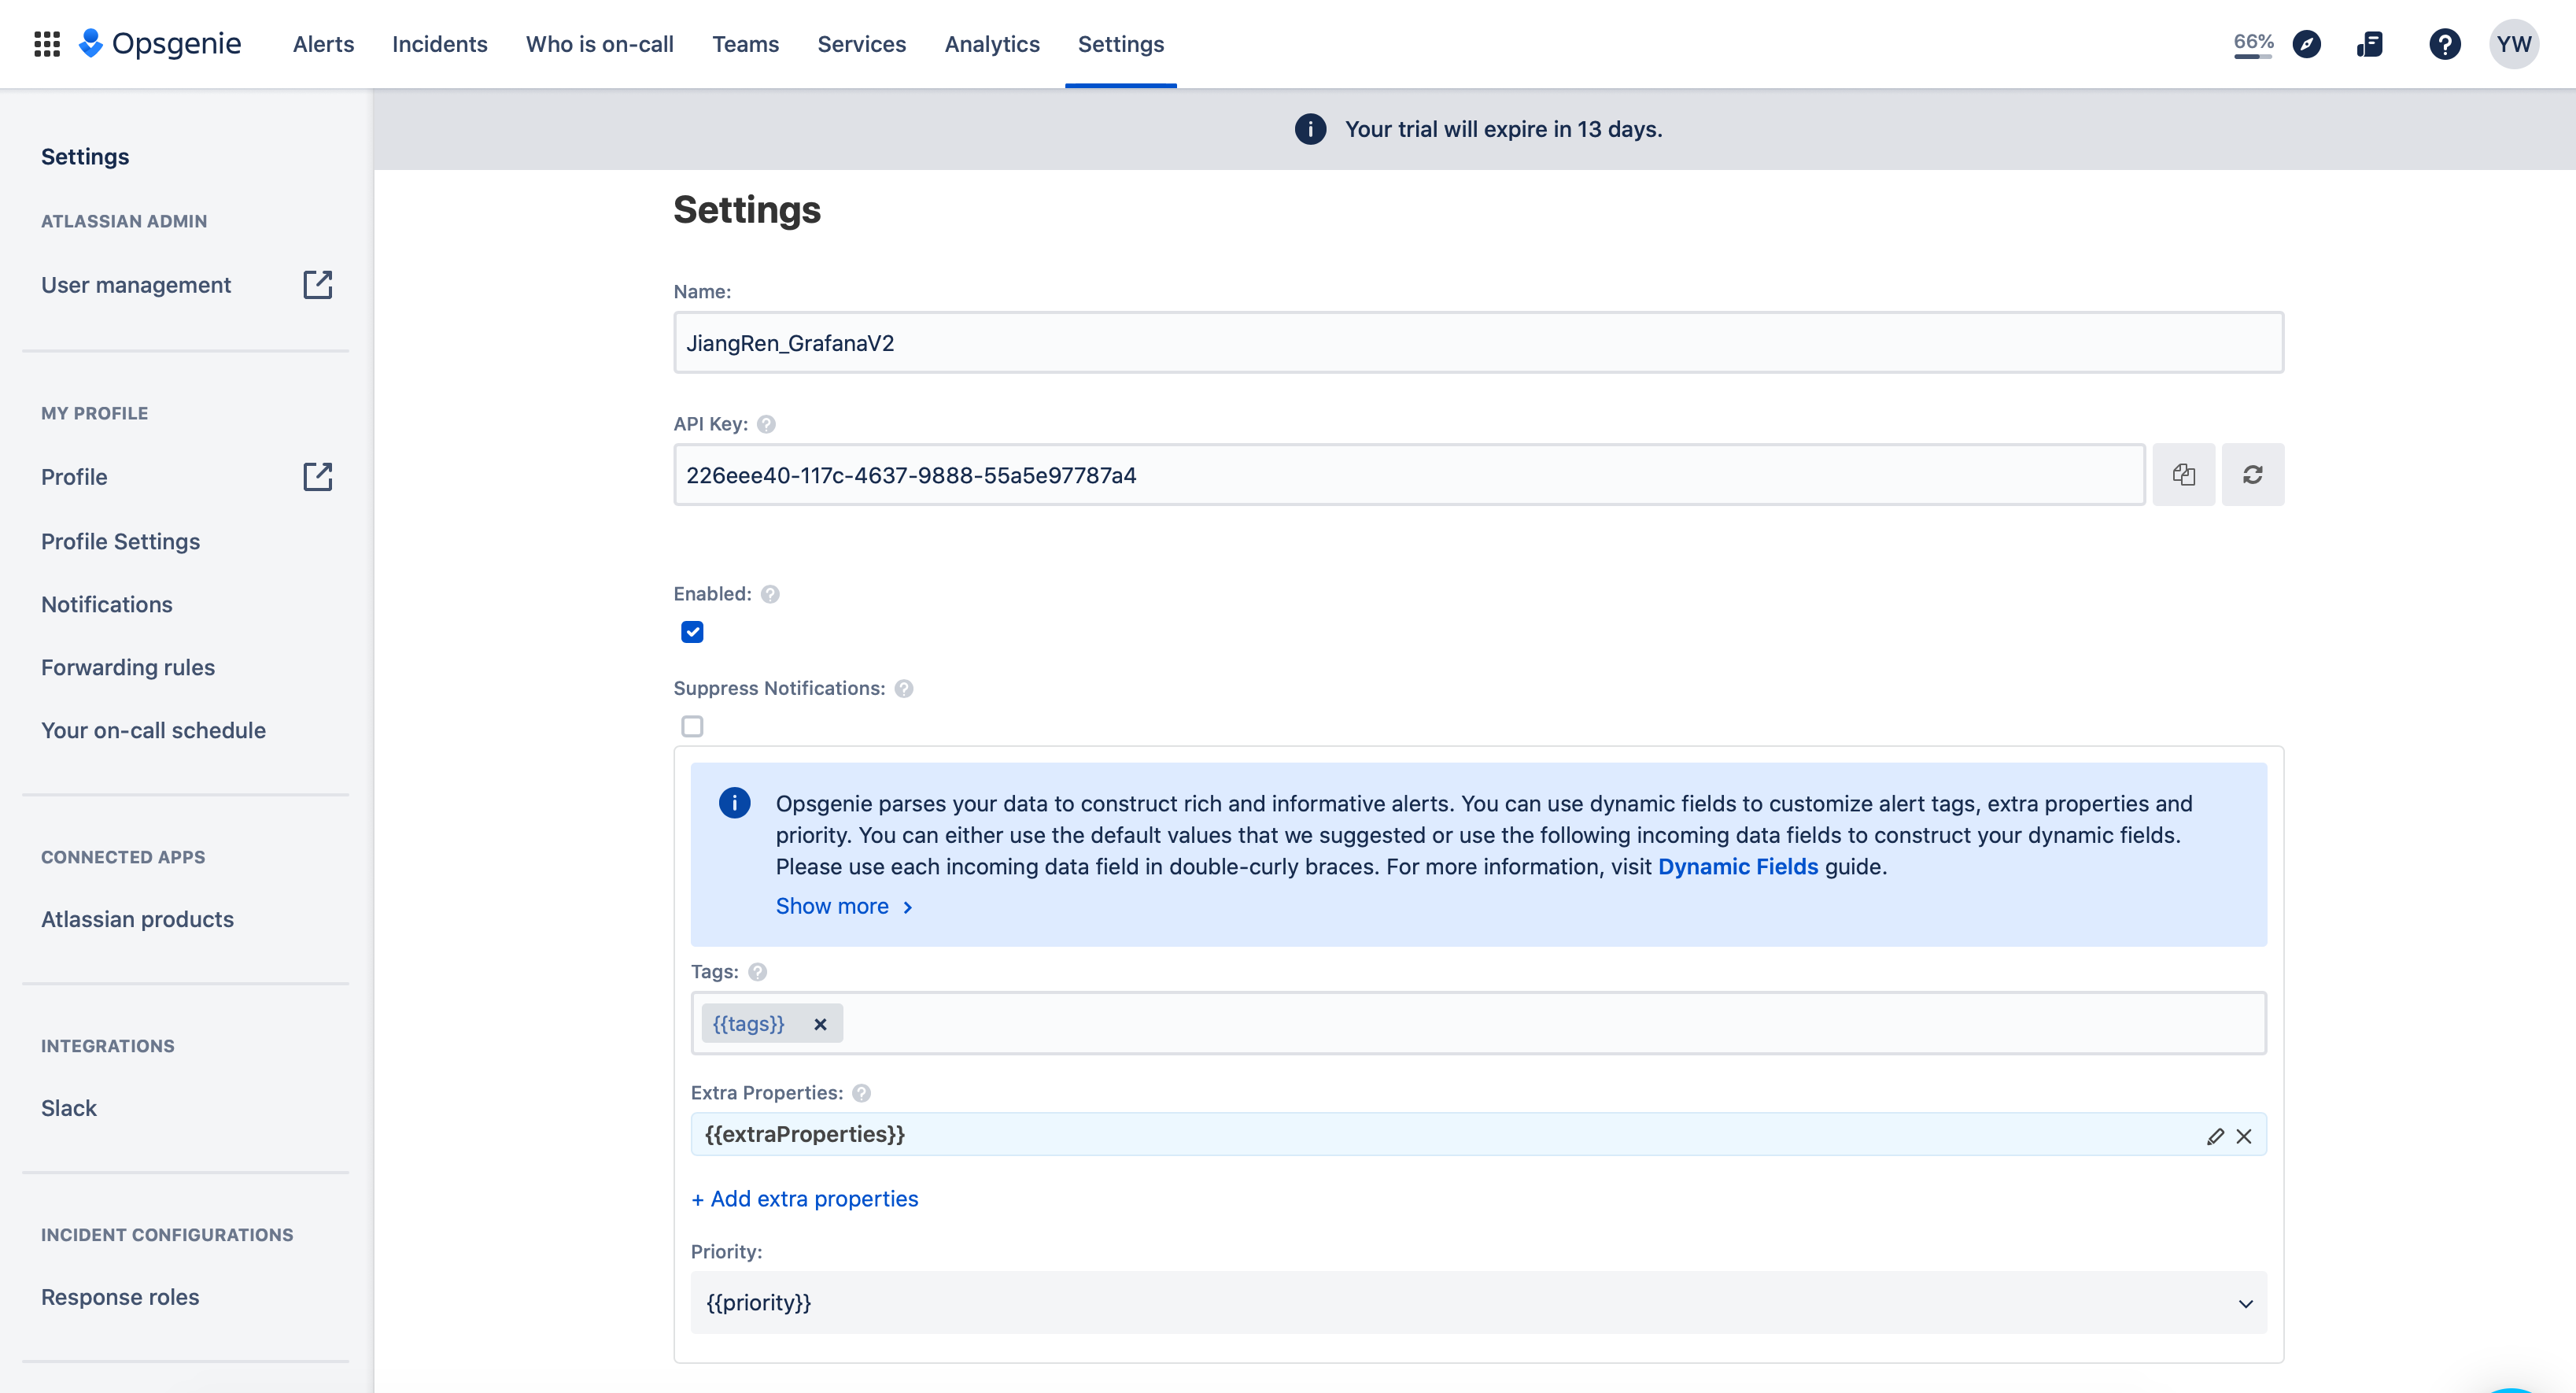 Opsgenie Alerts Incidents Who is on-call Teams Services Analytics Settings 66% YW
Your trial will expire in 13 days.
Settings
ATLASSIAN ADMIN
User management
MY PROFILE
Profile
Profile Settings
Notifications
Forwarding rules
Your on-call schedule
CONNECTED APPS
Atlassian products
INTEGRATIONS
Slack
INCIDENT CONFIGURATIONS
Response roles
Settings
Name:
JiangRen_GrafanaV2
API Key:
226eee40-117c-4637-9888-55a5e97787a4
Enabled:
Suppress Notifications:
Opsgenie parses your data to construct rich and informative alerts. You can use dynamic fields to customize alert tags, extra properties and
priority. You can either use the default values that we suggested or use the following incoming data fields to construct your dynamic fields.
Please use each incoming data field in double-curly braces. For more information, visit Dynamic Fields guide.
Show more
Tags:
{{tags}}
Extra Properties:
{{extraProperties}}
+ Add extra properties
Priority:
{{priority}}